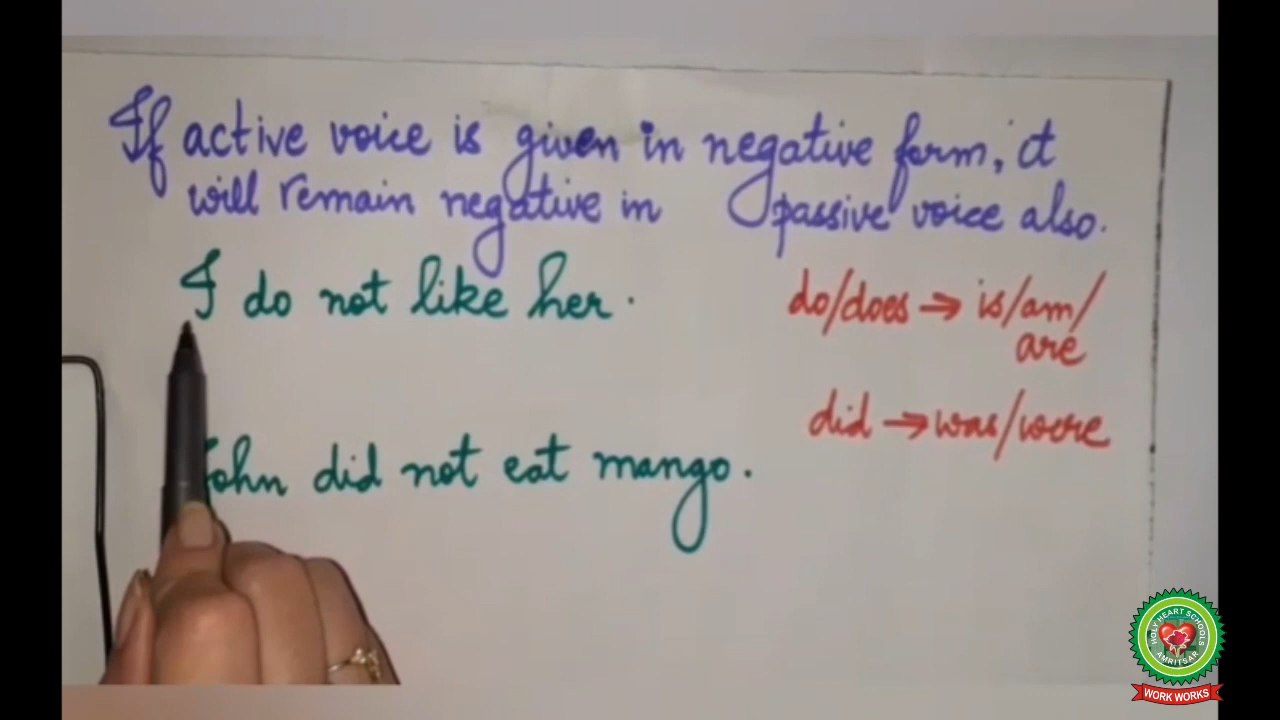 If active voice is given in negative form, it
will remain negative in passive voice also.
I do not like her.
do/does → is/am/
are
did → was/were
John did not eat mango.
HOLY HEART SCHOOLS
AMRITSAR
WORK WORKS